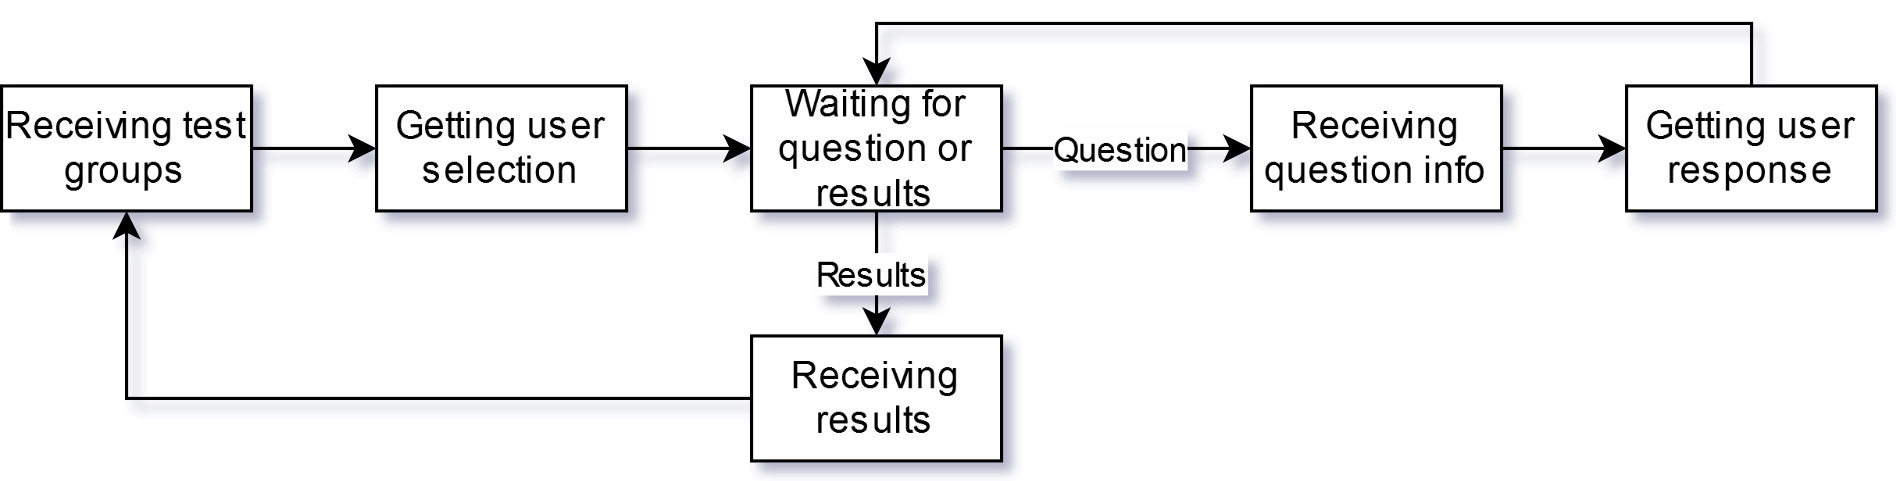 Receiving test
groups
Getting user
selection
Waiting for
question or
results
Question
Receiving
question info
Getting user
response
Results
Receiving
results